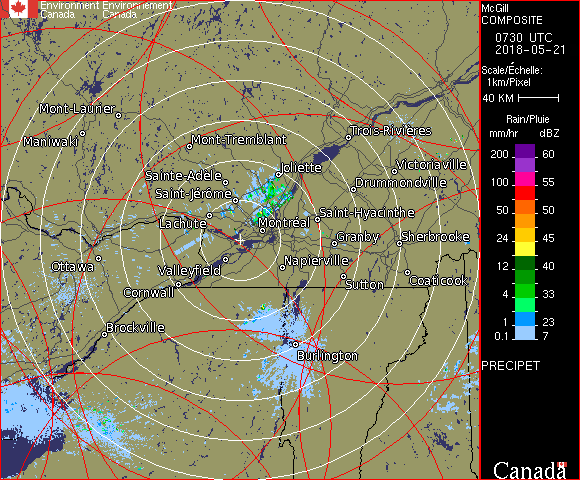 Environment Environnement
Canada Canada
McGill
COMPOSITE
0730 UTC
2018-05-21
Scale/Échelle:
1km/Pixel
40 KM
Rain/Pluie
mm/hr dBZ
200 60
100 55
50 50
24 45
12 40
4 33
1 23
0.1 7
PRECIPET
Canada
Mont-Laurier
Maniwaki
Mont-Tremblant
Trois-Rivières
Joliette
Victoriaville
Sainte-Adèle
Drummondville
Saint-Jérôme
Saint-Hyacinthe
Lachute
Montréal
Granby
Sherbrooke
Ottawa
Valleyfield
Napierville
Sutton
Coaticook
Cornwall
Brockville
Burlington